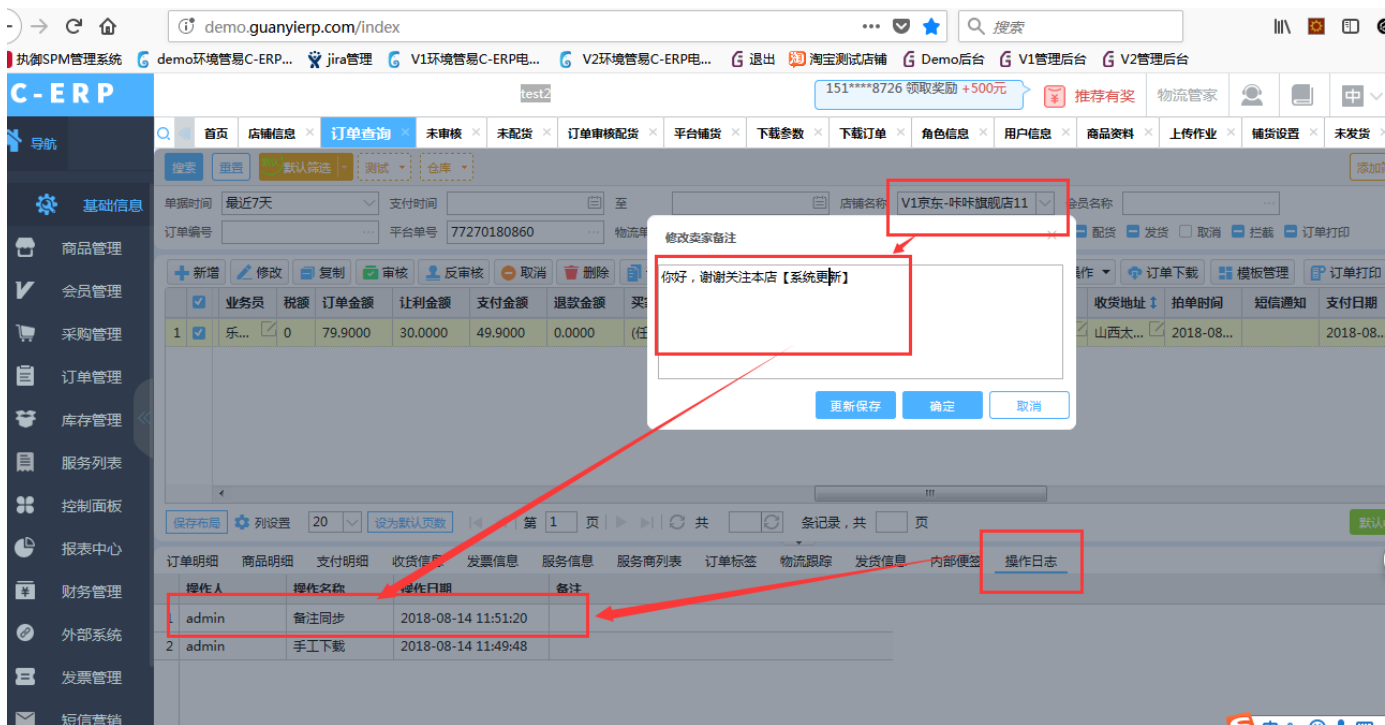 demo.guanyierp.com/index
搜索
执御SPM管理系统 demo环境管易C-ERP... jira管理 V1环境管易C-ERP电... V2环境管易C-ERP电... 退出 淘宝测试店铺 Demo后台 V1管理后台 V2管理后台
C-ERP test2 151****8726 领取奖励 +500元 推荐有奖 物流管家 中
导航 首页 店铺信息 订单查询 未审核 未配货 订单审核配货 平台铺货 下载参数 下载订单 角色信息 用户信息 商品资料 上传作业 铺货设置 未发货
搜索 重置 默认筛选 测试 仓库
基础信息 单据时间 最近7天 支付时间 至 店铺名称 V1京东-咔咔旗舰店11 会员名称
订单编号 平台单号 77270180860 物流单 配货 发货 取消 拦截 订单打印
商品管理
修改卖家备注
新增 修改 复制 审核 反审核 取消 删除 作 订单下载 模板管理 订单打印
你好，谢谢关注本店【系统更新】
会员管理
业务员 税额 订单金额 让利金额 支付金额 退款金额 收货地址 拍单时间 短信通知 支付日期
采购管理
1 乐... 0 79.9000 30.0000 49.9000 0.0000 山西太... 2018-08... 2018-08...
订单管理
更新保存 确定 取消
库存管理
服务列表
控制面板
保存布局 列设置 20 设为默认页数 第 1 页 共 条记录，共 页 默认
报表中心
订单明细 商品明细 支付明细 收货信息 发票信息 服务信息 服务商列表 订单标签 物流跟踪 发货信息 内部便签 操作日志
财务管理
操作人 操作名称 操作日期 备注
1 admin 备注同步 2018-08-14 11:51:20
外部系统
2 admin 手工下载 2018-08-14 11:49:48
发票管理
短信营销